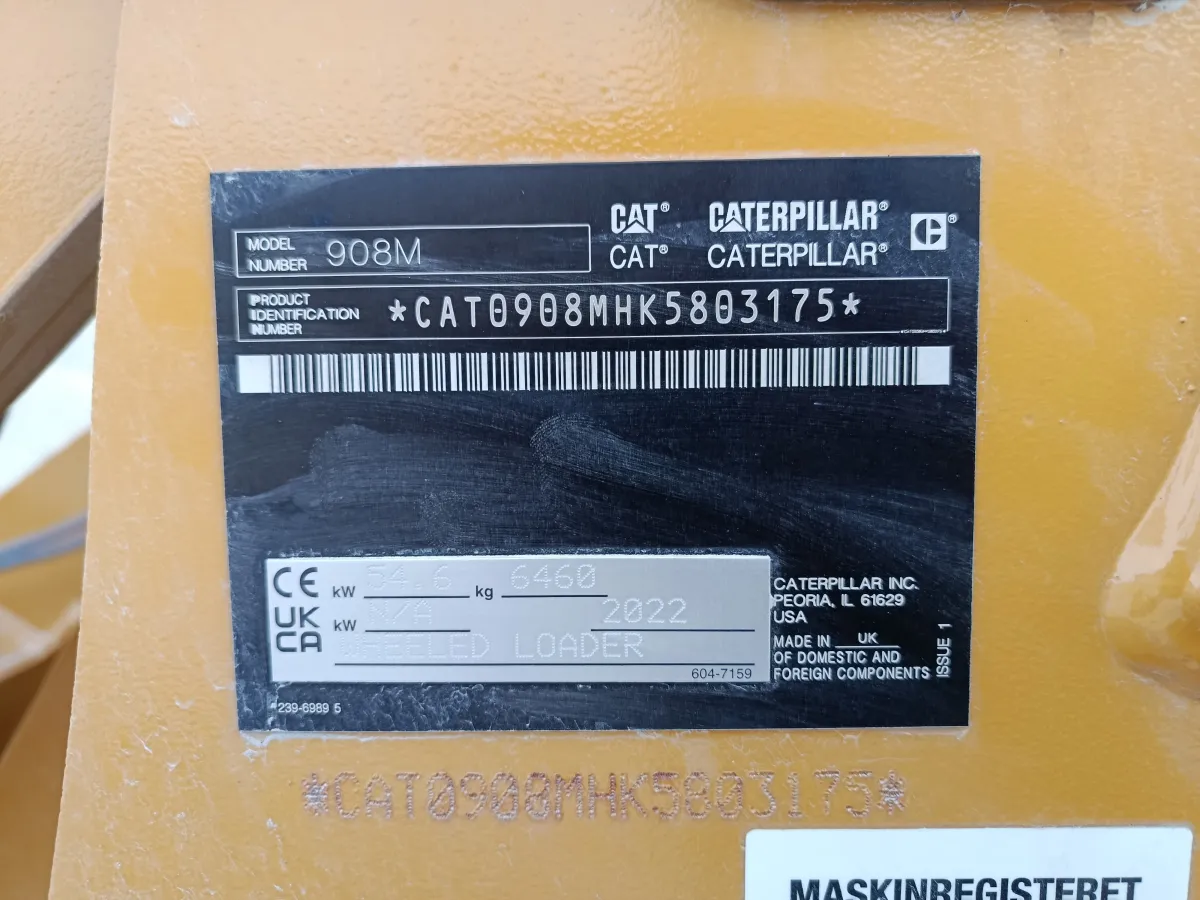 CAT® CATERPILLAR®
CAT® CATERPILLAR®
C®
MODEL NUMBER 908M
PRODUCT IDENTIFICATION NUMBER *CAT0908MHK5803175*
CE kW 54.6 kg 6460
UK CA kW N/A 2022
WHEELED LOADER
604-7159
CATERPILLAR INC.
PEORIA, IL 61629
USA
MADE IN UK
OF DOMESTIC AND
FOREIGN COMPONENTS
ISSUE 1
239-6989 5
*CAT0908MHK5803175*
MASKINREGISTERET